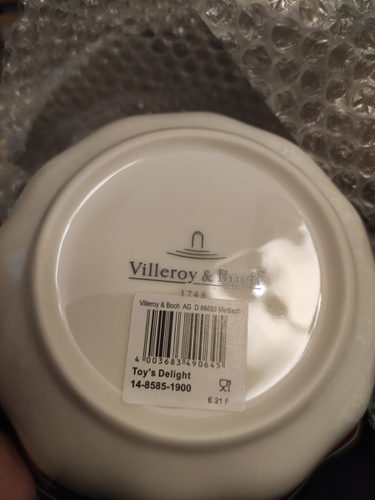 Villeroy & Boch
1748
Villeroy & Boch AG D 66693 Mettlach
4 003683 490645
Toy's Delight
14-8585-1900
E 21 F